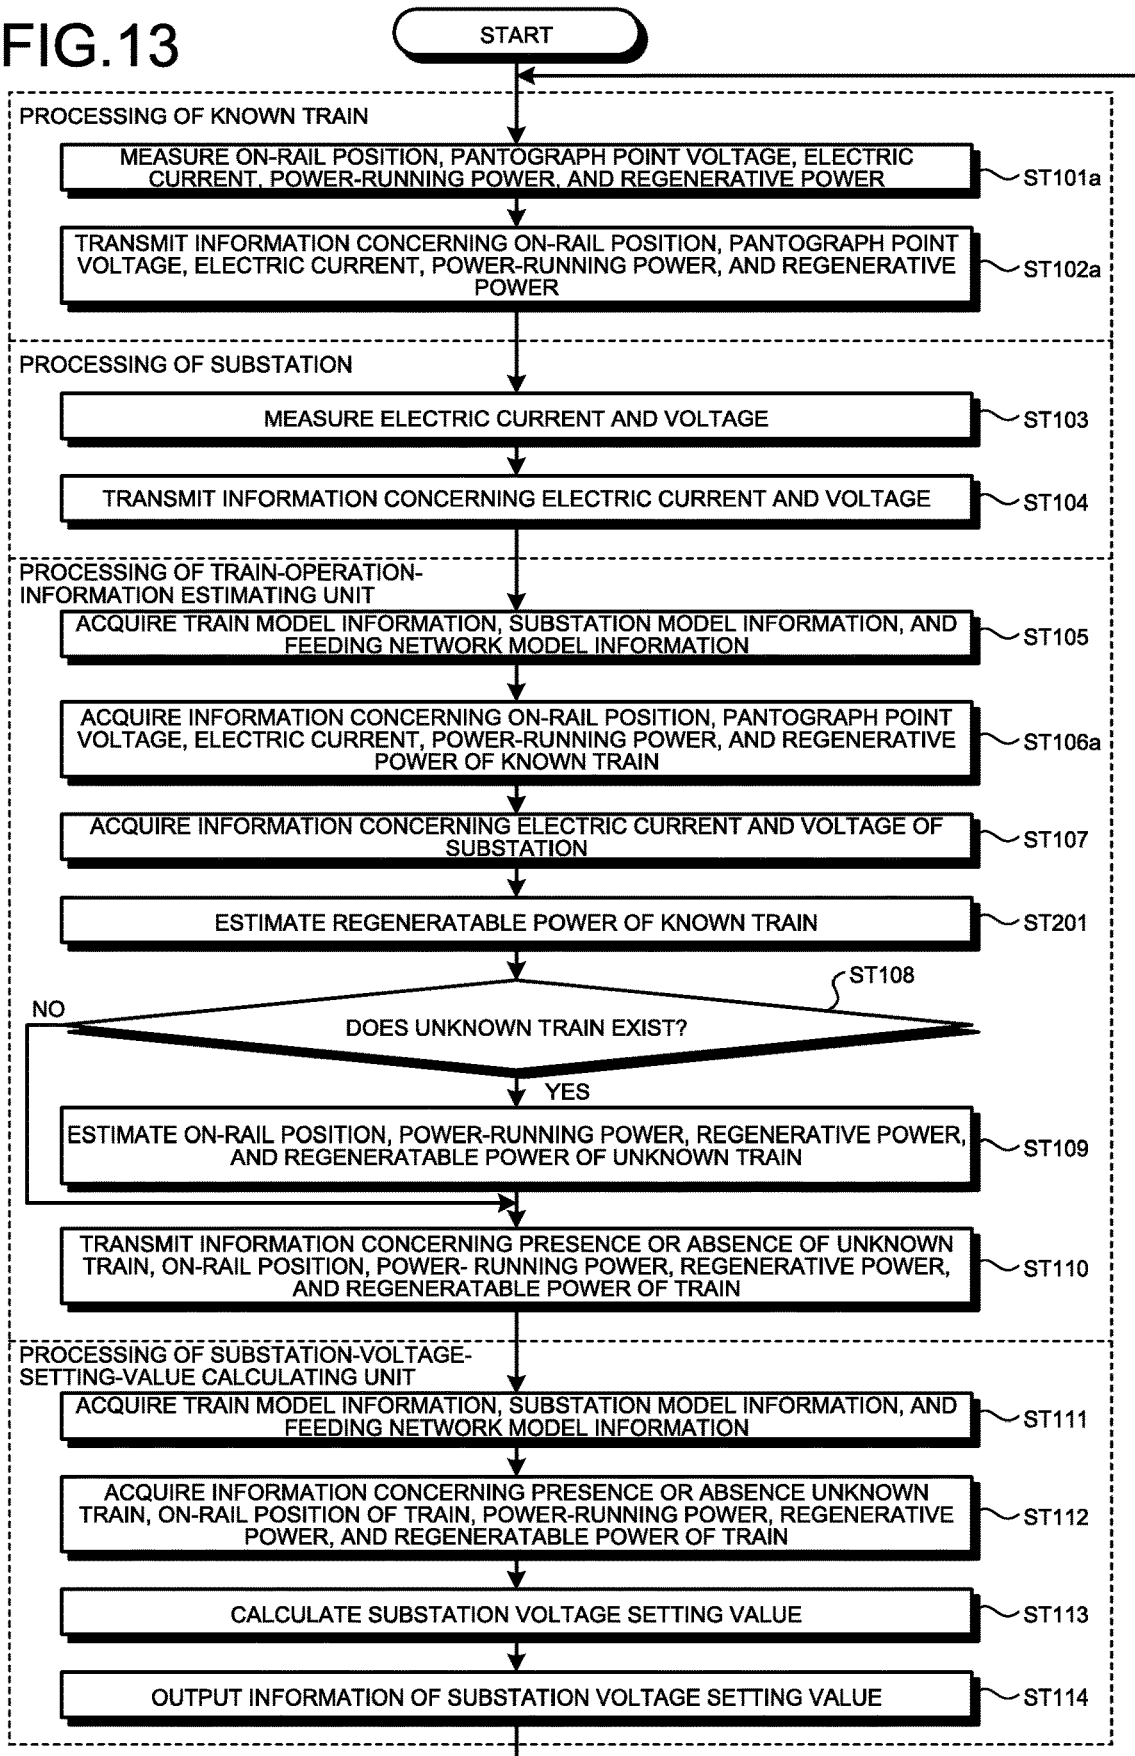 FIG.13
START
PROCESSING OF KNOWN TRAIN
MEASURE ON-RAIL POSITION, PANTOGRAPH POINT VOLTAGE, ELECTRIC
CURRENT, POWER-RUNNING POWER, AND REGENERATIVE POWER
ST101a
TRANSMIT INFORMATION CONCERNING ON-RAIL POSITION, PANTOGRAPH POINT
VOLTAGE, ELECTRIC CURRENT, POWER-RUNNING POWER, AND REGENERATIVE
POWER
ST102a
PROCESSING OF SUBSTATION
MEASURE ELECTRIC CURRENT AND VOLTAGE
ST103
TRANSMIT INFORMATION CONCERNING ELECTRIC CURRENT AND VOLTAGE
ST104
PROCESSING OF TRAIN-OPERATION-
INFORMATION ESTIMATING UNIT
ACQUIRE TRAIN MODEL INFORMATION, SUBSTATION MODEL INFORMATION, AND
FEEDING NETWORK MODEL INFORMATION
ST105
ACQUIRE INFORMATION CONCERNING ON-RAIL POSITION, PANTOGRAPH POINT
VOLTAGE, ELECTRIC CURRENT, POWER-RUNNING POWER, AND REGENERATIVE
POWER OF KNOWN TRAIN
ST106a
ACQUIRE INFORMATION CONCERNING ELECTRIC CURRENT AND VOLTAGE OF
SUBSTATION
ST107
ESTIMATE REGENERATABLE POWER OF KNOWN TRAIN
ST201
ST108
NO
DOES UNKNOWN TRAIN EXIST?
YES
ESTIMATE ON-RAIL POSITION, POWER-RUNNING POWER, REGENERATIVE POWER,
AND REGENERATABLE POWER OF UNKNOWN TRAIN
ST109
TRANSMIT INFORMATION CONCERNING PRESENCE OR ABSENCE OF UNKNOWN
TRAIN, ON-RAIL POSITION, POWER- RUNNING POWER, REGENERATIVE POWER,
AND REGENERATABLE POWER OF TRAIN
ST110
PROCESSING OF SUBSTATION-VOLTAGE-
SETTING-VALUE CALCULATING UNIT
ACQUIRE TRAIN MODEL INFORMATION, SUBSTATION MODEL INFORMATION, AND
FEEDING NETWORK MODEL INFORMATION
ST111
ACQUIRE INFORMATION CONCERNING PRESENCE OR ABSENCE UNKNOWN
TRAIN, ON-RAIL POSITION OF TRAIN, POWER-RUNNING POWER, REGENERATIVE
POWER, AND REGENERATABLE POWER OF TRAIN
ST112
CALCULATE SUBSTATION VOLTAGE SETTING VALUE
ST113
OUTPUT INFORMATION OF SUBSTATION VOLTAGE SETTING VALUE
ST114